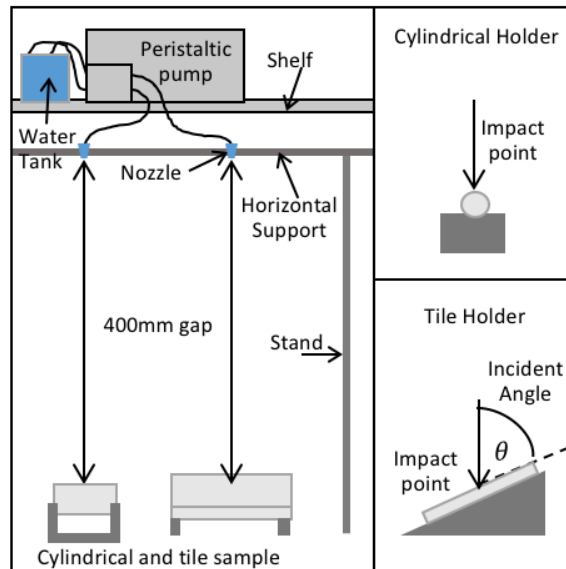 Peristaltic
pump
Shelf
Water
Tank
Nozzle
Horizontal
Support
400mm gap
Stand
Cylindrical and tile sample
Cylindrical Holder
Impact
point
Tile Holder
Incident
Angle
θ
Impact
point